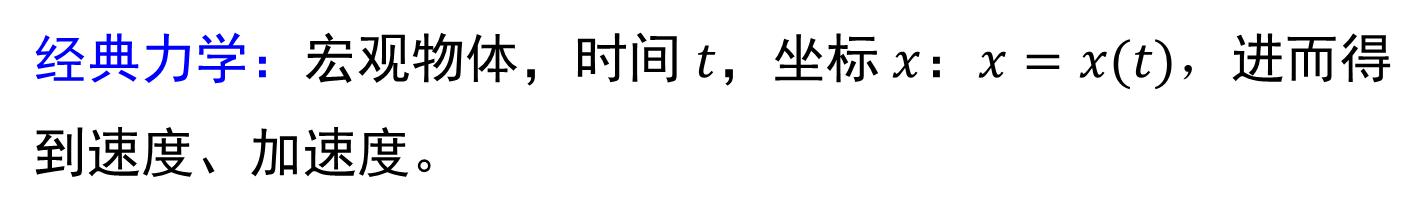 经典力学：宏观物体，时间 t，坐标 x：x = x(t)，进而得
到速度、加速度。